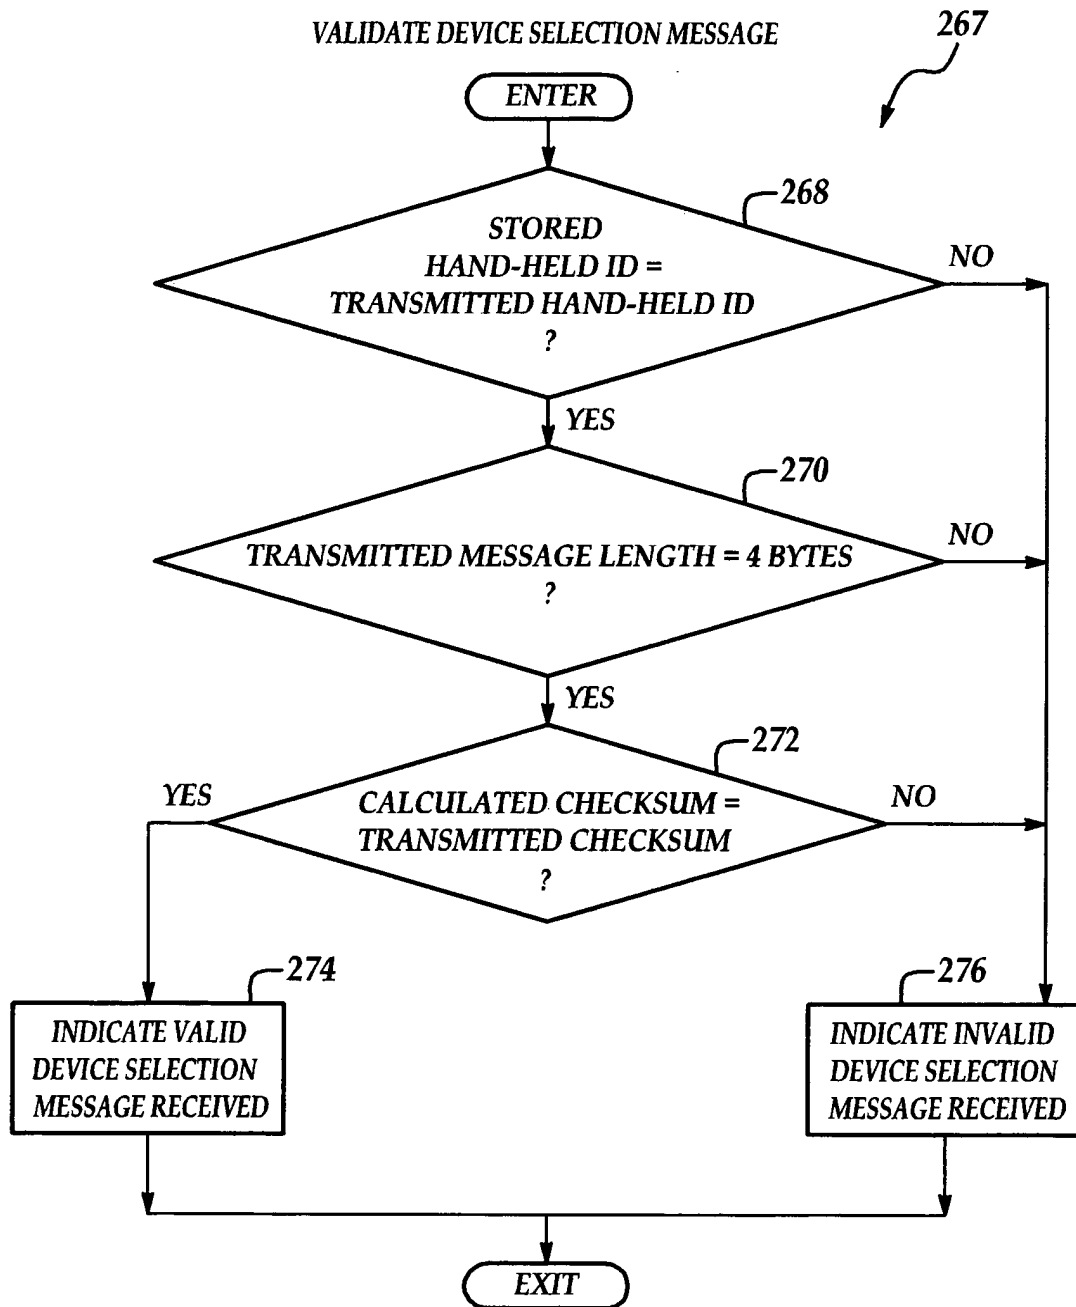 VALIDATE DEVICE SELECTION MESSAGE
267
ENTER
268
STORED
HAND-HELD ID =
TRANSMITTED HAND-HELD ID
?
NO
YES
270
TRANSMITTED MESSAGE LENGTH = 4 BYTES
?
NO
YES
272
CALCULATED CHECKSUM =
TRANSMITTED CHECKSUM
?
YES
NO
274
INDICATE VALID
DEVICE SELECTION
MESSAGE RECEIVED
276
INDICATE INVALID
DEVICE SELECTION
MESSAGE RECEIVED
EXIT